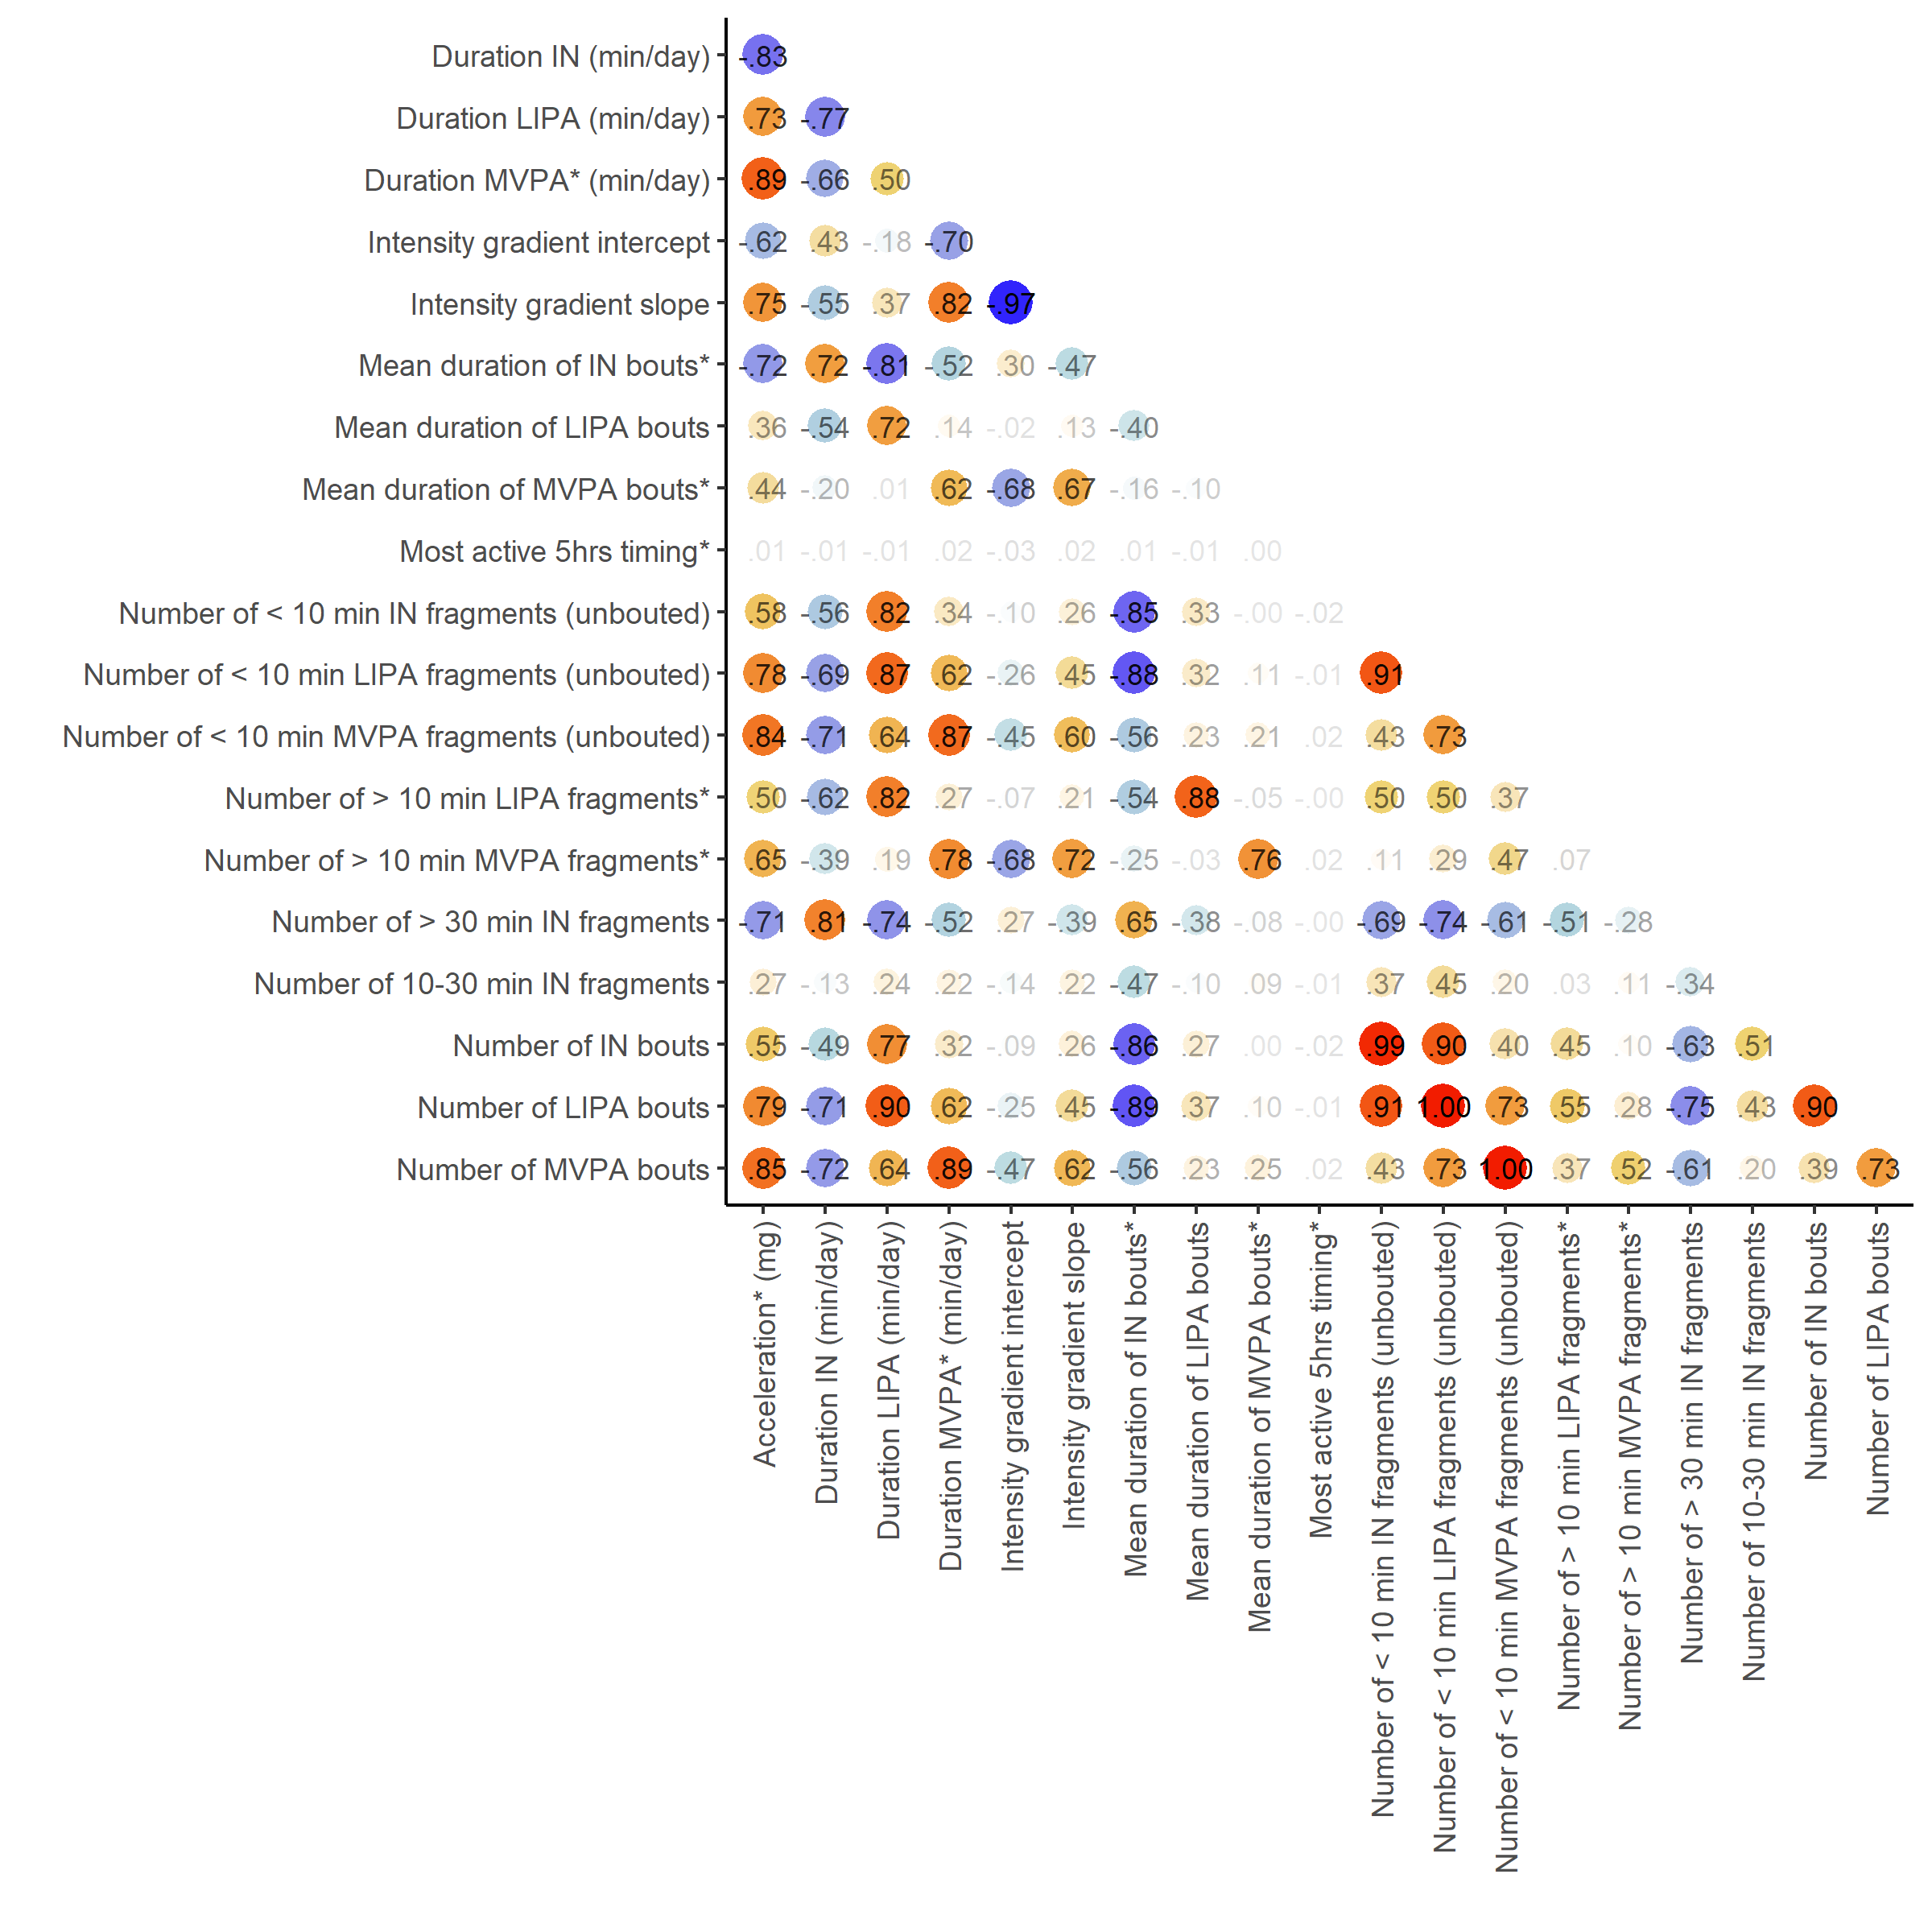 Duration IN (min/day) -.83
Duration LIPA (min/day) .73 -.77
Duration MVPA* (min/day) .89 -.66 .50
Intensity gradient intercept -.62 .43 -.18 -.70
Intensity gradient slope .75 -.55 .37 .82 -.97
Mean duration of IN bouts* -.72 .72 -.81 -.52 .30 -.47
Mean duration of LIPA bouts .36 -.54 .72 .14 -.02 .13 -.40
Mean duration of MVPA bouts* .44 -.20 .01 .62 -.68 .67 -.16 -.10
Most active 5hrs timing* .01 -.01 -.01 .02 -.03 .02 .01 -.01 .00
Number of < 10 min IN fragments (unbouted) .58 -.56 .82 .34 -.10 .26 -.85 .33 -.00 -.02
Number of < 10 min LIPA fragments (unbouted) .78 -.69 .87 .62 -.26 .45 -.88 .32 .11 -.01 .91
Number of < 10 min MVPA fragments (unbouted) .84 -.71 .64 .87 -.45 .60 -.56 .23 .21 .02 .43 .73
Number of > 10 min LIPA fragments* .50 -.62 .82 .27 -.07 .21 -.54 .88 -.05 -.00 .50 .50 .37
Number of > 10 min MVPA fragments* .65 -.39 .19 .78 -.68 .72 -.25 -.03 .76 .02 .11 .29 .47 .07
Number of > 30 min IN fragments -.71 .81 -.74 -.52 .27 -.39 .65 -.38 -.08 -.00 -.69 -.74 -.61 -.51 -.28
Number of 10-30 min IN fragments .27 -.13 .24 .22 -.14 .22 -.47 -.10 .09 -.01 .37 .45 .20 .03 .11 -.34
Number of IN bouts .55 -.49 .77 .32 -.09 .26 -.86 .27 .00 -.02 .99 .90 .40 .45 .10 -.63 .51
Number of LIPA bouts .79 -.71 .90 .62 -.25 .45 -.89 .37 .10 -.01 .91 1.00 .73 .55 .28 -.75 .43 .90
Number of MVPA bouts .85 -.72 .64 .89 -.47 .62 -.56 .23 .25 .02 .43 .73 1.00 .37 .52 -.61 .20 .39 .73
Acceleration* (mg)
Duration IN (min/day)
Duration LIPA (min/day)
Duration MVPA* (min/day)
Intensity gradient intercept
Intensity gradient slope
Mean duration of IN bouts*
Mean duration of LIPA bouts
Mean duration of MVPA bouts*
Most active 5hrs timing*
Number of < 10 min IN fragments (unbouted)
Number of < 10 min LIPA fragments (unbouted)
Number of < 10 min MVPA fragments (unbouted)
Number of > 10 min LIPA fragments*
Number of > 10 min MVPA fragments*
Number of > 30 min IN fragments
Number of 10-30 min IN fragments
Number of IN bouts
Number of LIPA bouts